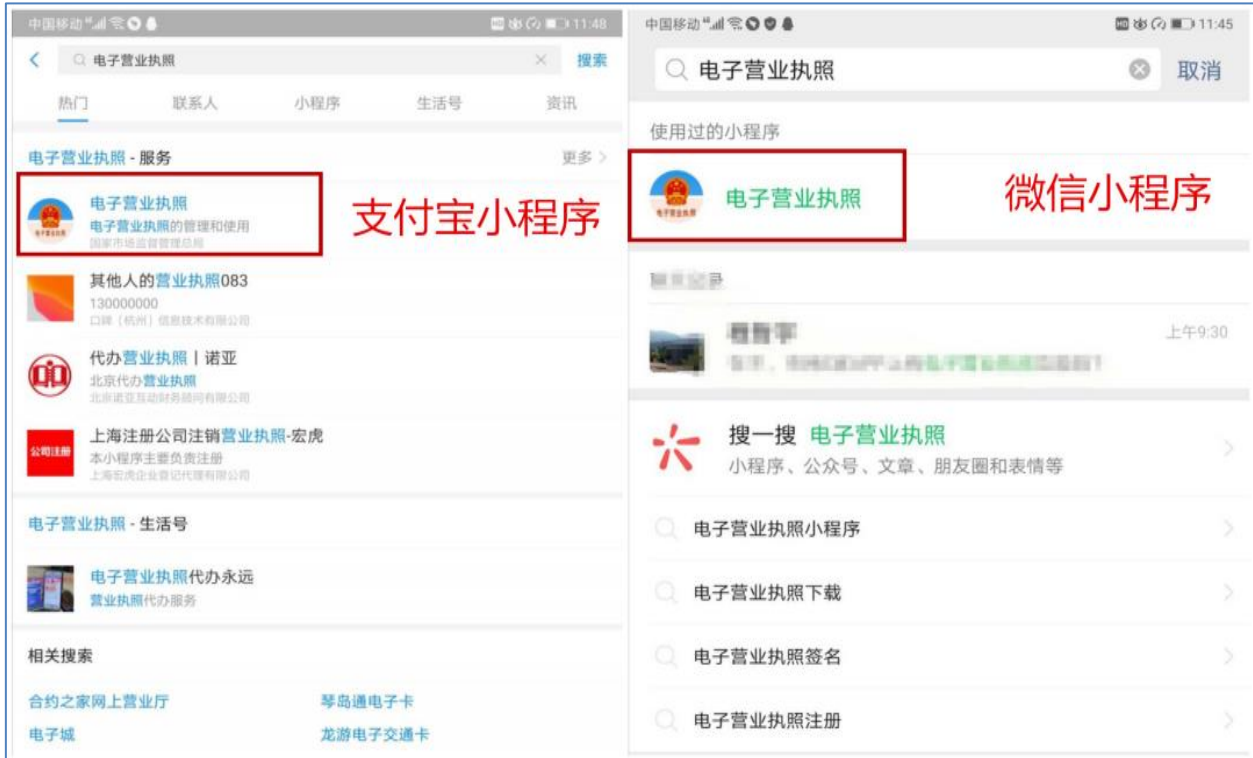 中国移动 11:48
电子营业执照 搜索
热门 联系人 小程序 生活号 资讯
电子营业执照 - 服务 更多
电子营业执照
电子营业执照的管理和使用
国家市场监督管理总局
支付宝小程序
其他人的营业执照083
130000000
口碑（杭州）信息技术有限公司
代办营业执照丨诺亚
北京代办营业执照
北京诺亚互动财务顾问有限公司
公司注册
上海注册公司注销营业执照-宏虎
本小程序主要负责注册
上海宏虎企业登记代理有限公司
电子营业执照 - 生活号
电子营业执照代办永远
营业执照代办服务
相关搜索
合约之家网上营业厅 琴岛通电子卡
电子城 龙游电子交通卡
中国移动 HD 11:45
电子营业执照 取消
使用过的小程序
电子营业执照
电子营业执照
微信小程序
上午9:30
搜一搜 电子营业执照
小程序、公众号、文章、朋友圈和表情等
电子营业执照小程序
电子营业执照下载
电子营业执照签名
电子营业执照注册